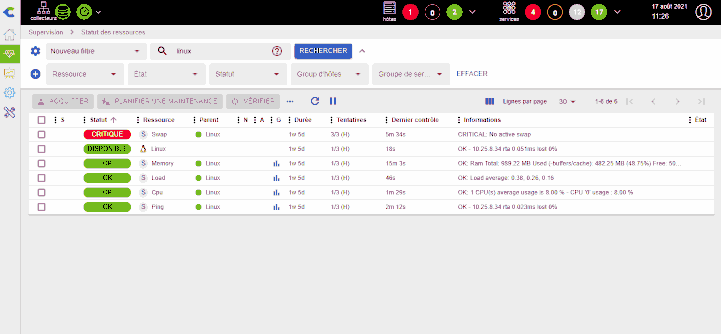 collecteurs
hôtes
1
0
2
services
4
0
13
17
17 août 2021
11:26
Supervision > Statut des ressources
Nouveau filtre
linux
RECHERCHER
Ressource
Etat
Statut
Group d'hôtes
Groupe de ser...
EFFACER
ACQUITTER
PLANIFIER UNE MAINTENANCE
VÉRIFIER
Lignes par page
30
1-6 de 6
S Statut Ressource Parent N A G Durée Tentatives Dernier contrôle Informations Etat
CRITIQUE S Swap Linux 1w 5d 3/3 (H) 5m 34s CRITICAL: No active swap
DISPONIBLE Linux 1w 5d 1/3 (H) 18s OK - 10.25.8.34 rta 0.051ms lost 0%
OK S Memory Linux 1w 5d 1/3 (H) 15m 3s OK: Ram Total: 989.22 MB Used (-buffers/cache): 482.25 MB (48.75%) Free: 50...
OK S Load Linux 1w 5d 1/3 (H) 46s OK: Load average: 0.38, 0.26, 0.16
OK S Cpu Linux 1w 5d 1/3 (H) 1m 29s OK: 1 CPU(s) average usage is 8.00 % - CPU '0' usage : 8.00 %
OK S Ping Linux 1w 5d 1/3 (H) 2m 12s OK - 10.25.8.34 rta 0.023ms lost 0%